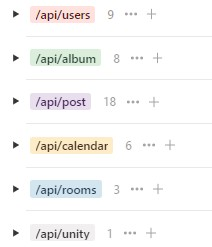 /api/users 9
/api/album 8
/api/post 18
/api/calendar 6
/api/rooms 3
/api/unity 1